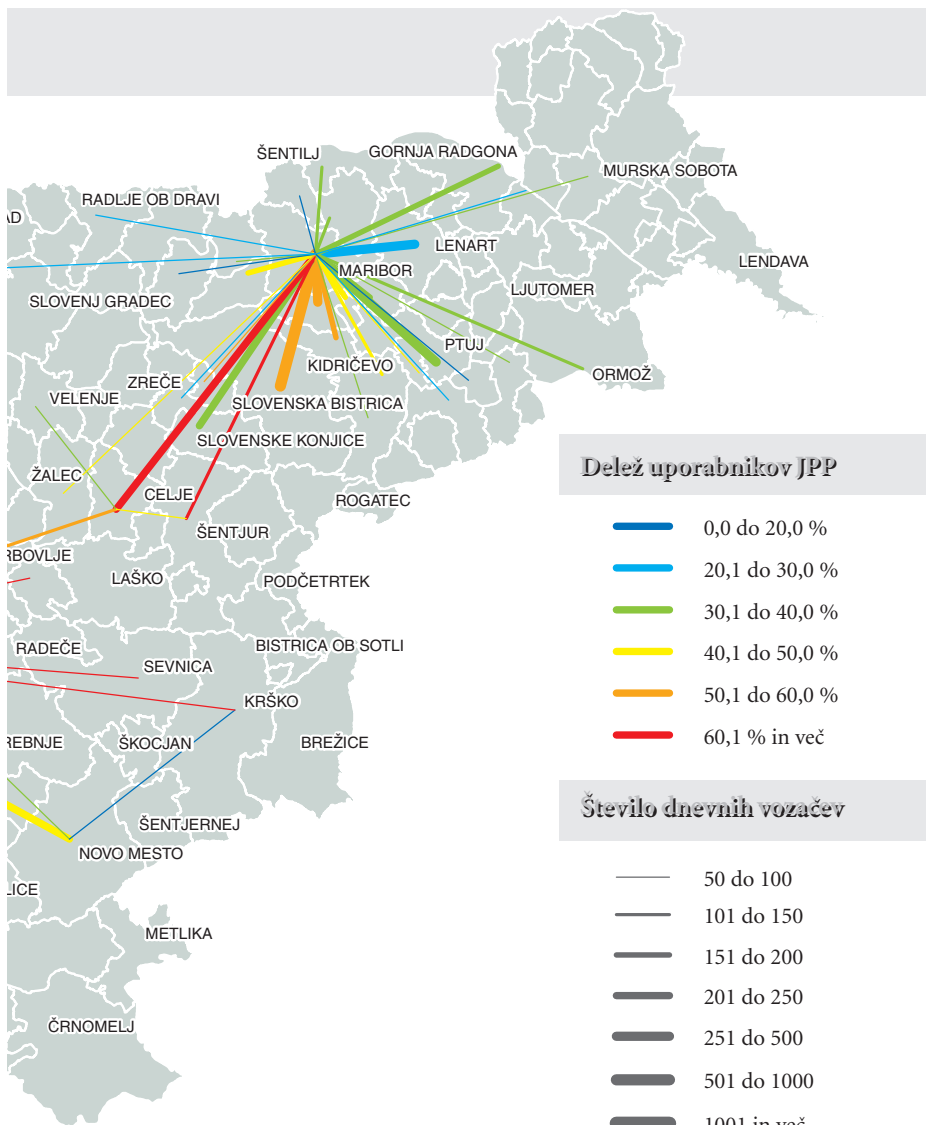 ŠENTILJ
GORNJA RADGONA
MURSKA SOBOTA
RADLJE OB DRAVI
AD
LENART
LENDAVA
MARIBOR
LJUTOMER
SLOVENJ GRADEC
PTUJ
KIDRIČEVO
ORMOŽ
ZREČE
VELENJE
SLOVENSKA BISTRICA
SLOVENSKE KONJICE
ŽALEC
CELJE
ROGATEC
ŠENTJUR
RBOVLJE
LAŠKO
PODČETRTEK
RADEČE
SEVNICA
BISTRICA OB SOTLI
KRŠKO
REBNJE
ŠKOCJAN
BREŽICE
ŠENTJERNEJ
NOVO MESTO
LICE
METLIKA
ČRNOMELJ
Delež uporabnikov JPP
0,0 do 20,0 %
20,1 do 30,0 %
30,1 do 40,0 %
40,1 do 50,0 %
50,1 do 60,0 %
60,1 % in več
Število dnevnih vozačev
50 do 100
101 do 150
151 do 200
201 do 250
251 do 500
501 do 1000
1001 in več